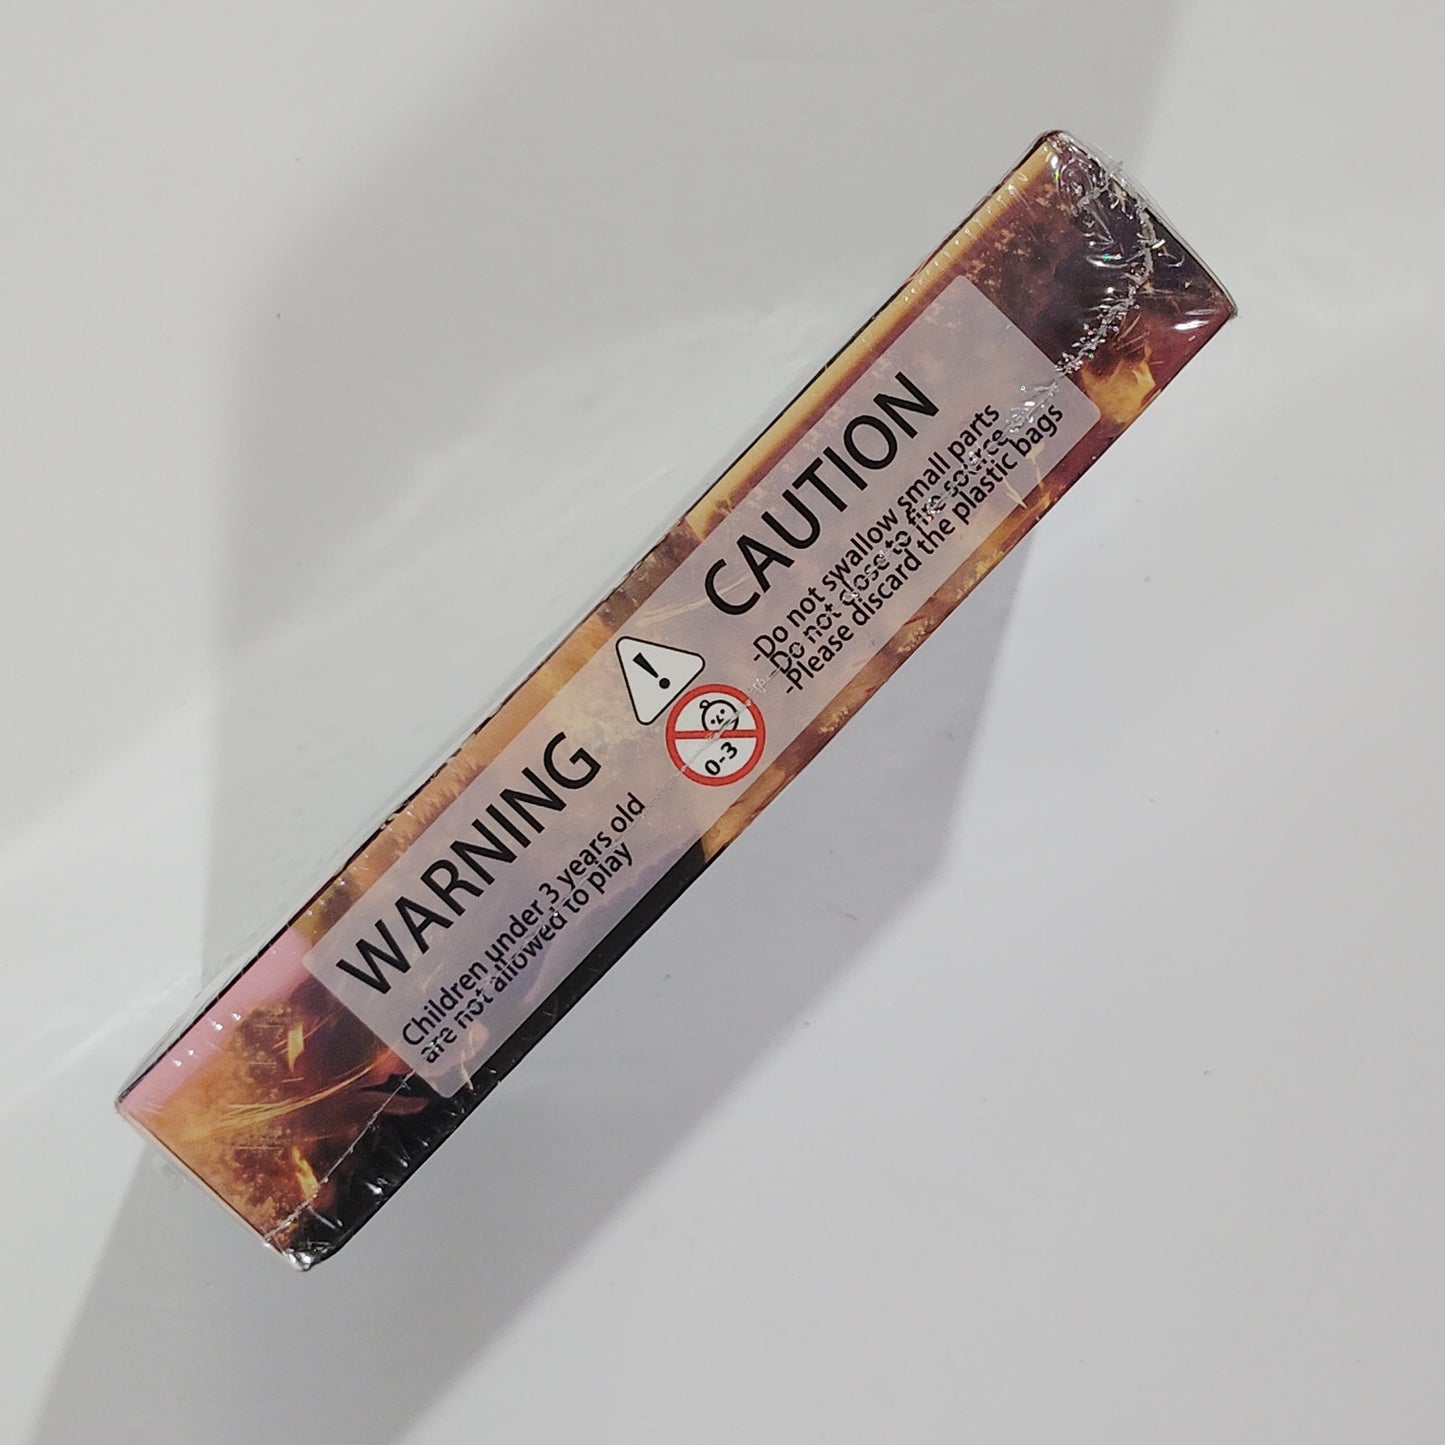 WARNING
Children under 3 years old
are not allowed to play
!
0-3
CAUTION
-Do not swallow small parts
-Do not close to fire source
-Please discard the plastic bags